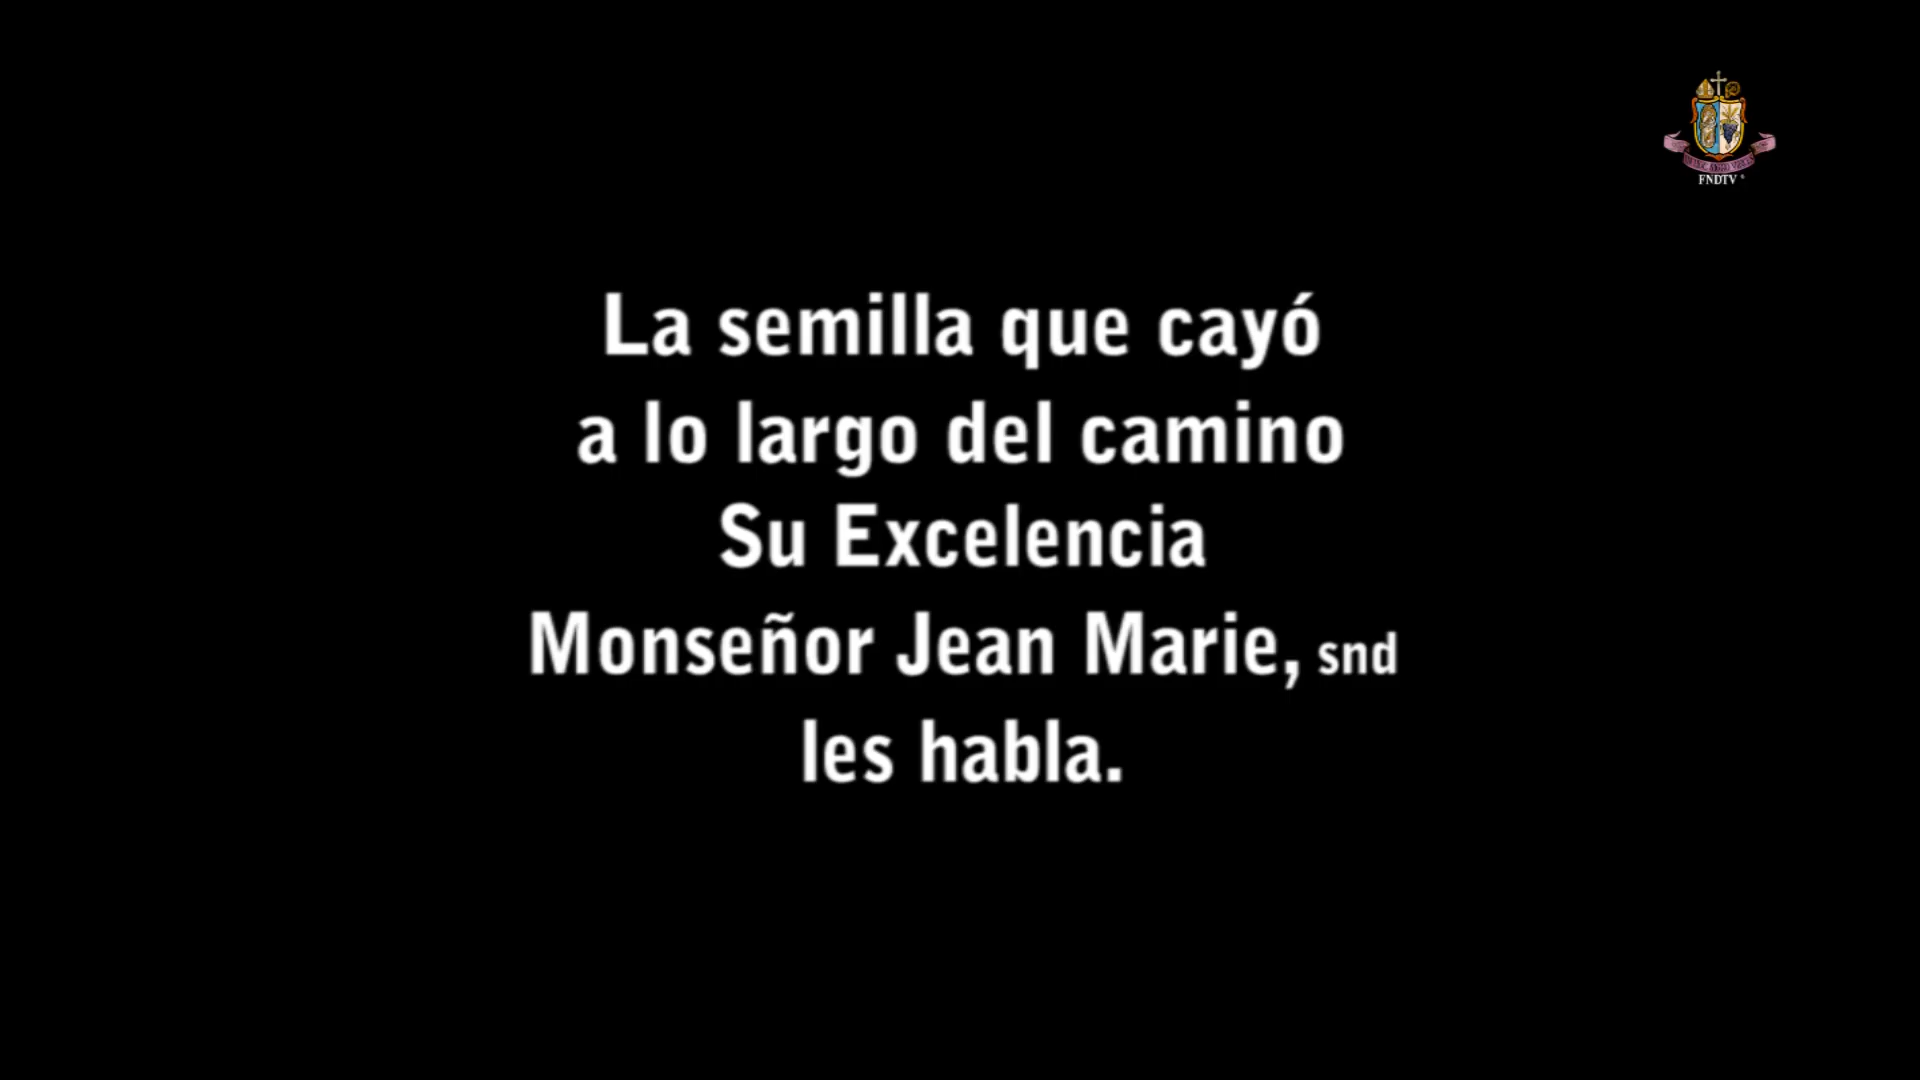 FNDTV
La semilla que cayó
a lo largo del camino
Su Excelencia
Monseñor Jean Marie, snd
les habla.